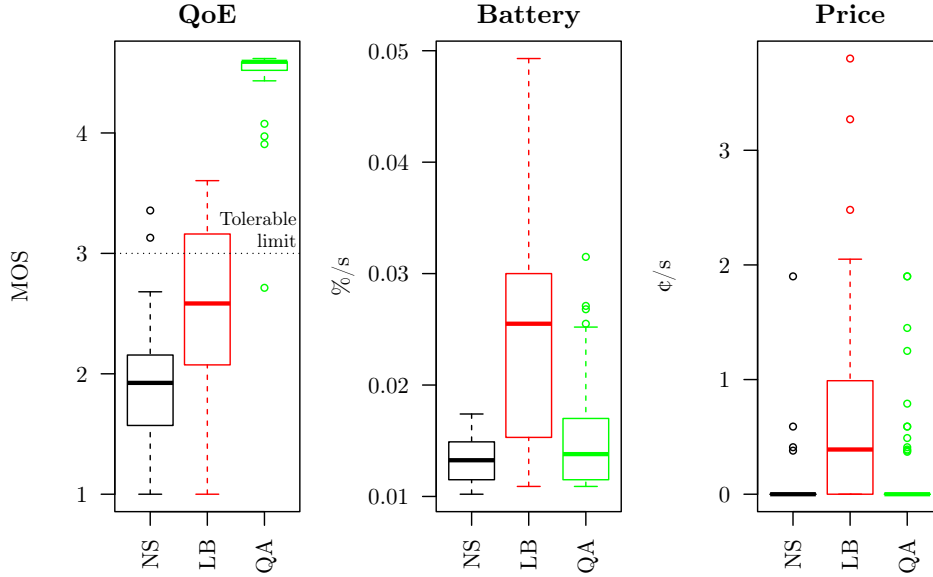 QoE
MOS
4
3
2
1
Tolerable
limit
NS
LB
QA
Battery
%/s
0.05
0.04
0.03
0.02
0.01
NS
LB
QA
Price
¢/s
3
2
1
0
NS
LB
QA